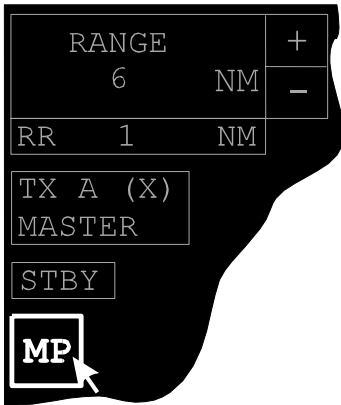 RANGE +
6 NM -
RR 1 NM
TX A (X)
MASTER
STBY
MP